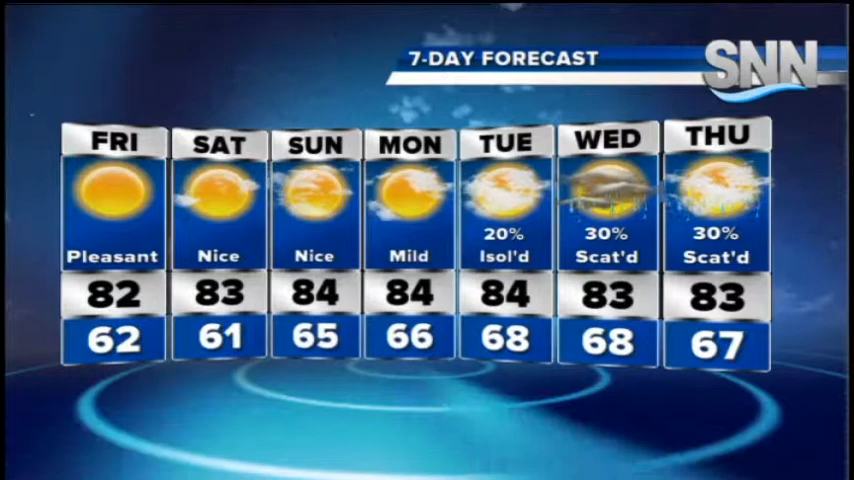 7-DAY FORECAST
SNN
FRI SAT SUN MON TUE WED THU
20% 30% 30%
Pleasant Nice Nice Mild Isol'd Scat'd Scat'd
82 83 84 84 84 83 83
62 61 65 66 68 68 67